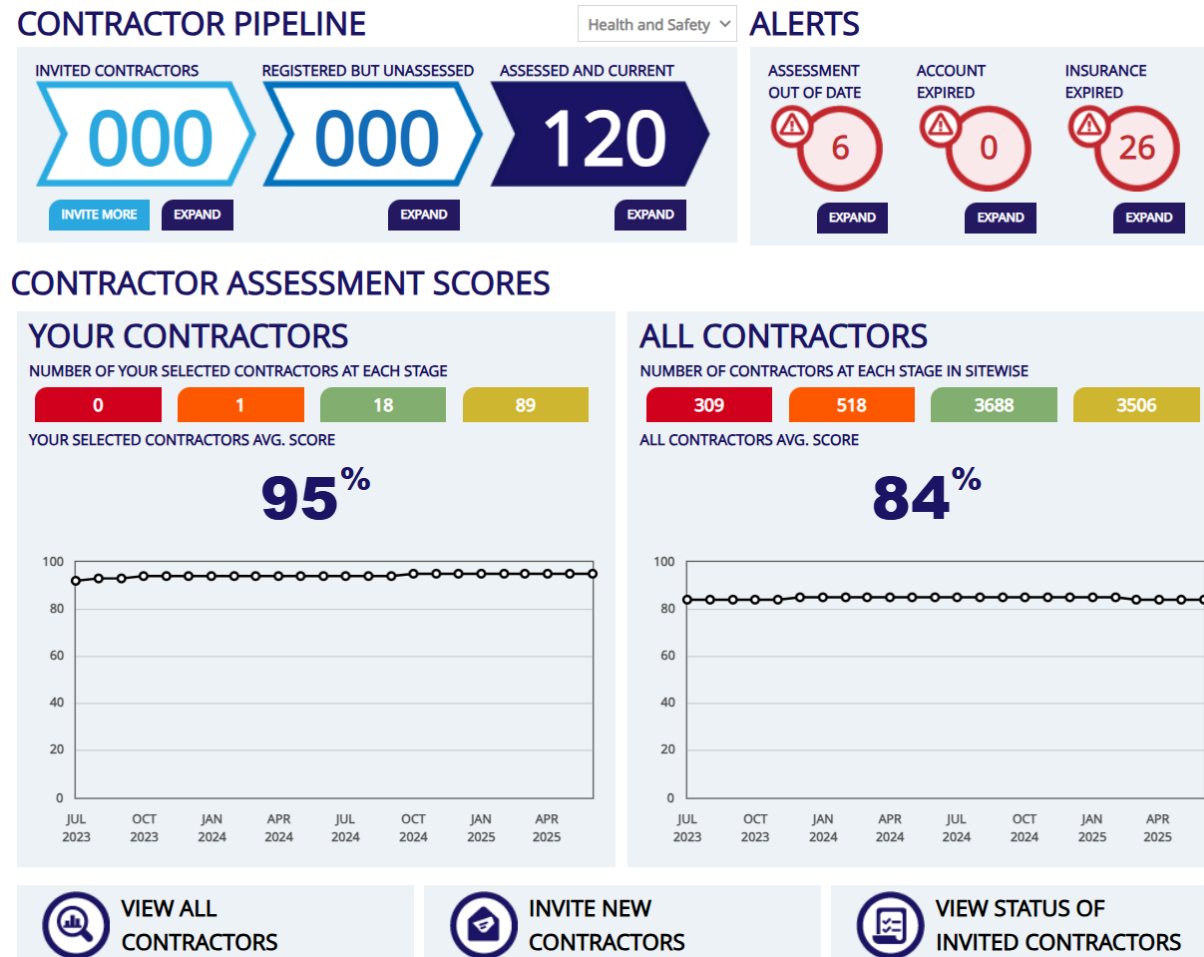 CONTRACTOR PIPELINE
Health and Safety
ALERTS
INVITED CONTRACTORS
REGISTERED BUT UNASSESSED
ASSESSED AND CURRENT
000
000
120
INVITE MORE
EXPAND
EXPAND
EXPAND
ASSESSMENT
OUT OF DATE
ACCOUNT
EXPIRED
INSURANCE
EXPIRED
6
0
26
EXPAND
EXPAND
EXPAND
CONTRACTOR ASSESSMENT SCORES
YOUR CONTRACTORS
NUMBER OF YOUR SELECTED CONTRACTORS AT EACH STAGE
0
1
18
89
YOUR SELECTED CONTRACTORS AVG. SCORE
95%
100
80
60
40
20
0
JUL
2023
OCT
2023
JAN
2024
APR
2024
JUL
2024
OCT
2024
JAN
2025
APR
2025
ALL CONTRACTORS
NUMBER OF CONTRACTORS AT EACH STAGE IN SITEWISE
309
518
3688
3506
ALL CONTRACTORS AVG. SCORE
84%
100
80
60
40
20
0
JUL
2023
OCT
2023
JAN
2024
APR
2024
JUL
2024
OCT
2024
JAN
2025
APR
2025
VIEW ALL
CONTRACTORS
INVITE NEW
CONTRACTORS
VIEW STATUS OF
INVITED CONTRACTORS